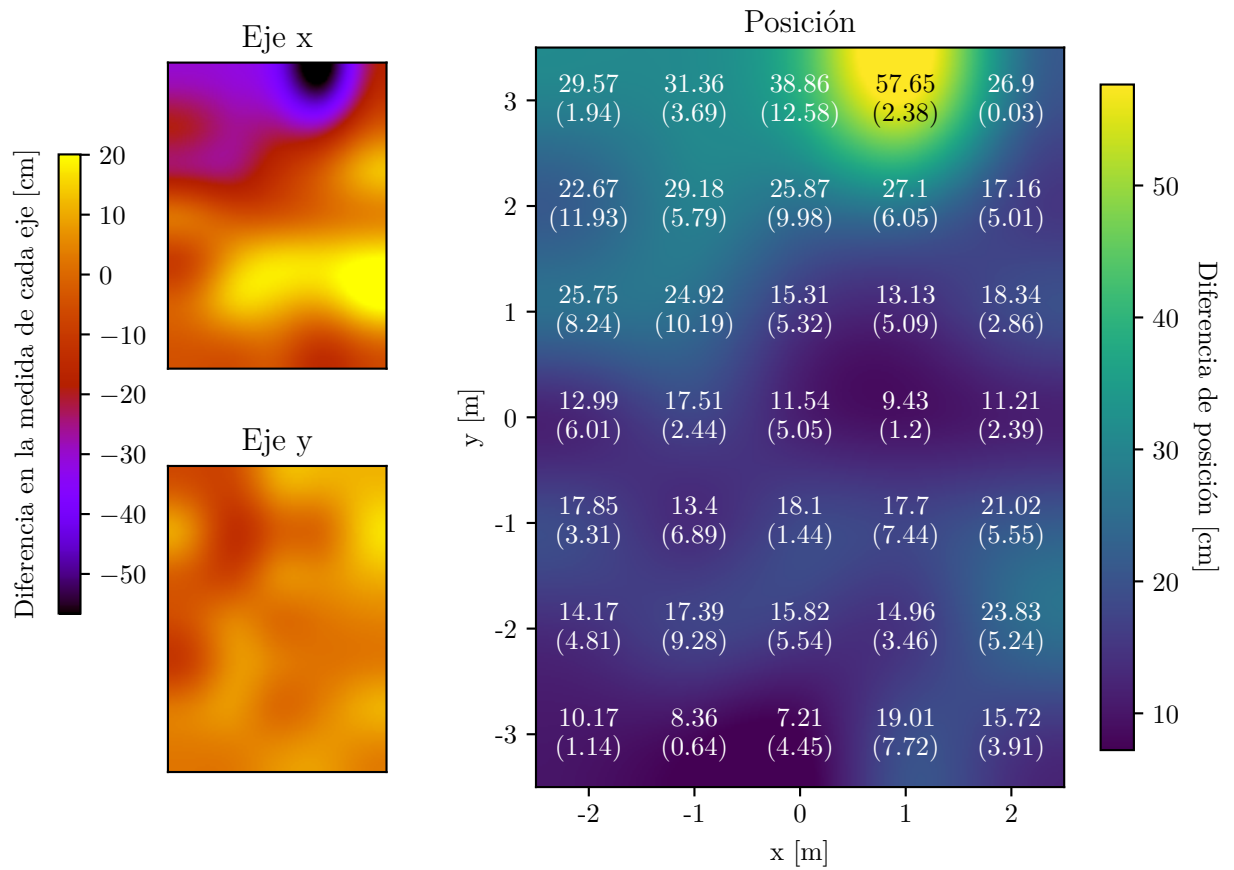 Eje x
Diferencia en la medida de cada eje [cm]
20
10
0
−10
−20
−30
−40
−50
Eje y
Posición
y [m]
3
2
1
0
-1
-2
-3
29.57 31.36 38.86 57.65 26.9
(1.94) (3.69) (12.58) (2.38) (0.03)
22.67 29.18 25.87 27.1 17.16
(11.93) (5.79) (9.98) (6.05) (5.01)
25.75 24.92 15.31 13.13 18.34
(8.24) (10.19) (5.32) (5.09) (2.86)
12.99 17.51 11.54 9.43 11.21
(6.01) (2.44) (5.05) (1.2) (2.39)
17.85 13.4 18.1 17.7 21.02
(3.31) (6.89) (1.44) (7.44) (5.55)
14.17 17.39 15.82 14.96 23.83
(4.81) (9.28) (5.54) (3.46) (5.24)
10.17 8.36 7.21 19.01 15.72
(1.14) (0.64) (4.45) (7.72) (3.91)
-2 -1 0 1 2
x [m]
50
40
30
20
10
Diferencia de posición [cm]